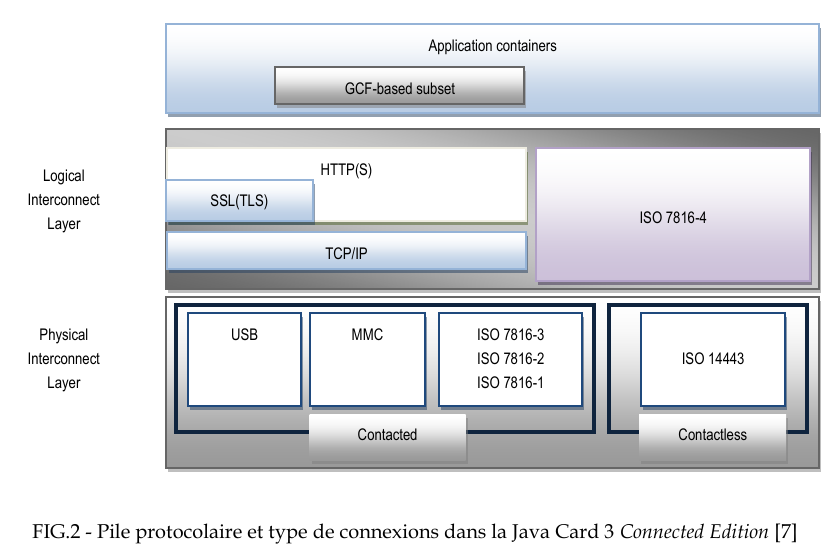 Application containers
GCF-based subset
Logical
Interconnect
Layer
HTTP(S)
SSL(TLS)
TCP/IP
ISO 7816-4
Physical
Interconnect
Layer
USB
MMC
ISO 7816-3
ISO 7816-2
ISO 7816-1
Contacted
ISO 14443
Contactless
FIG.2 - Pile protocolaire et type de connexions dans la Java Card 3 Connected Edition [7]